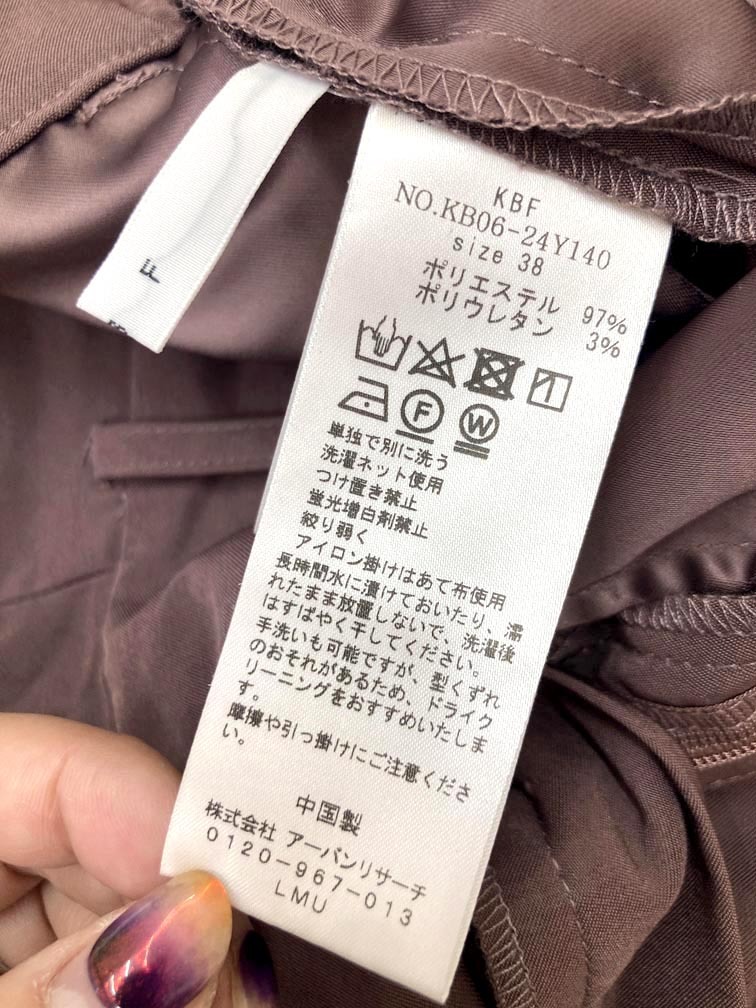 F
KBF
NO.KB06-24Y140
size 38
ポリエステル 97%
ポリウレタン 3%
F W
単独で別に洗う
洗濯ネット使用
つけ置き禁止
蛍光増白剤禁止
絞り弱く
アイロン掛けはあて布使用
長時間水に漬けておいたり、濡
れたまま放置しないで、洗濯後
はすばやく干してください。
手洗いも可能ですが、型くずれ
のおそれがあるため、ドライク
リーニングをおすすめいたしま
す。
摩擦や引っ掛けにご注意くださ
い。
中国製
株式会社 アーバンリサーチ
0120-967-013
LMU